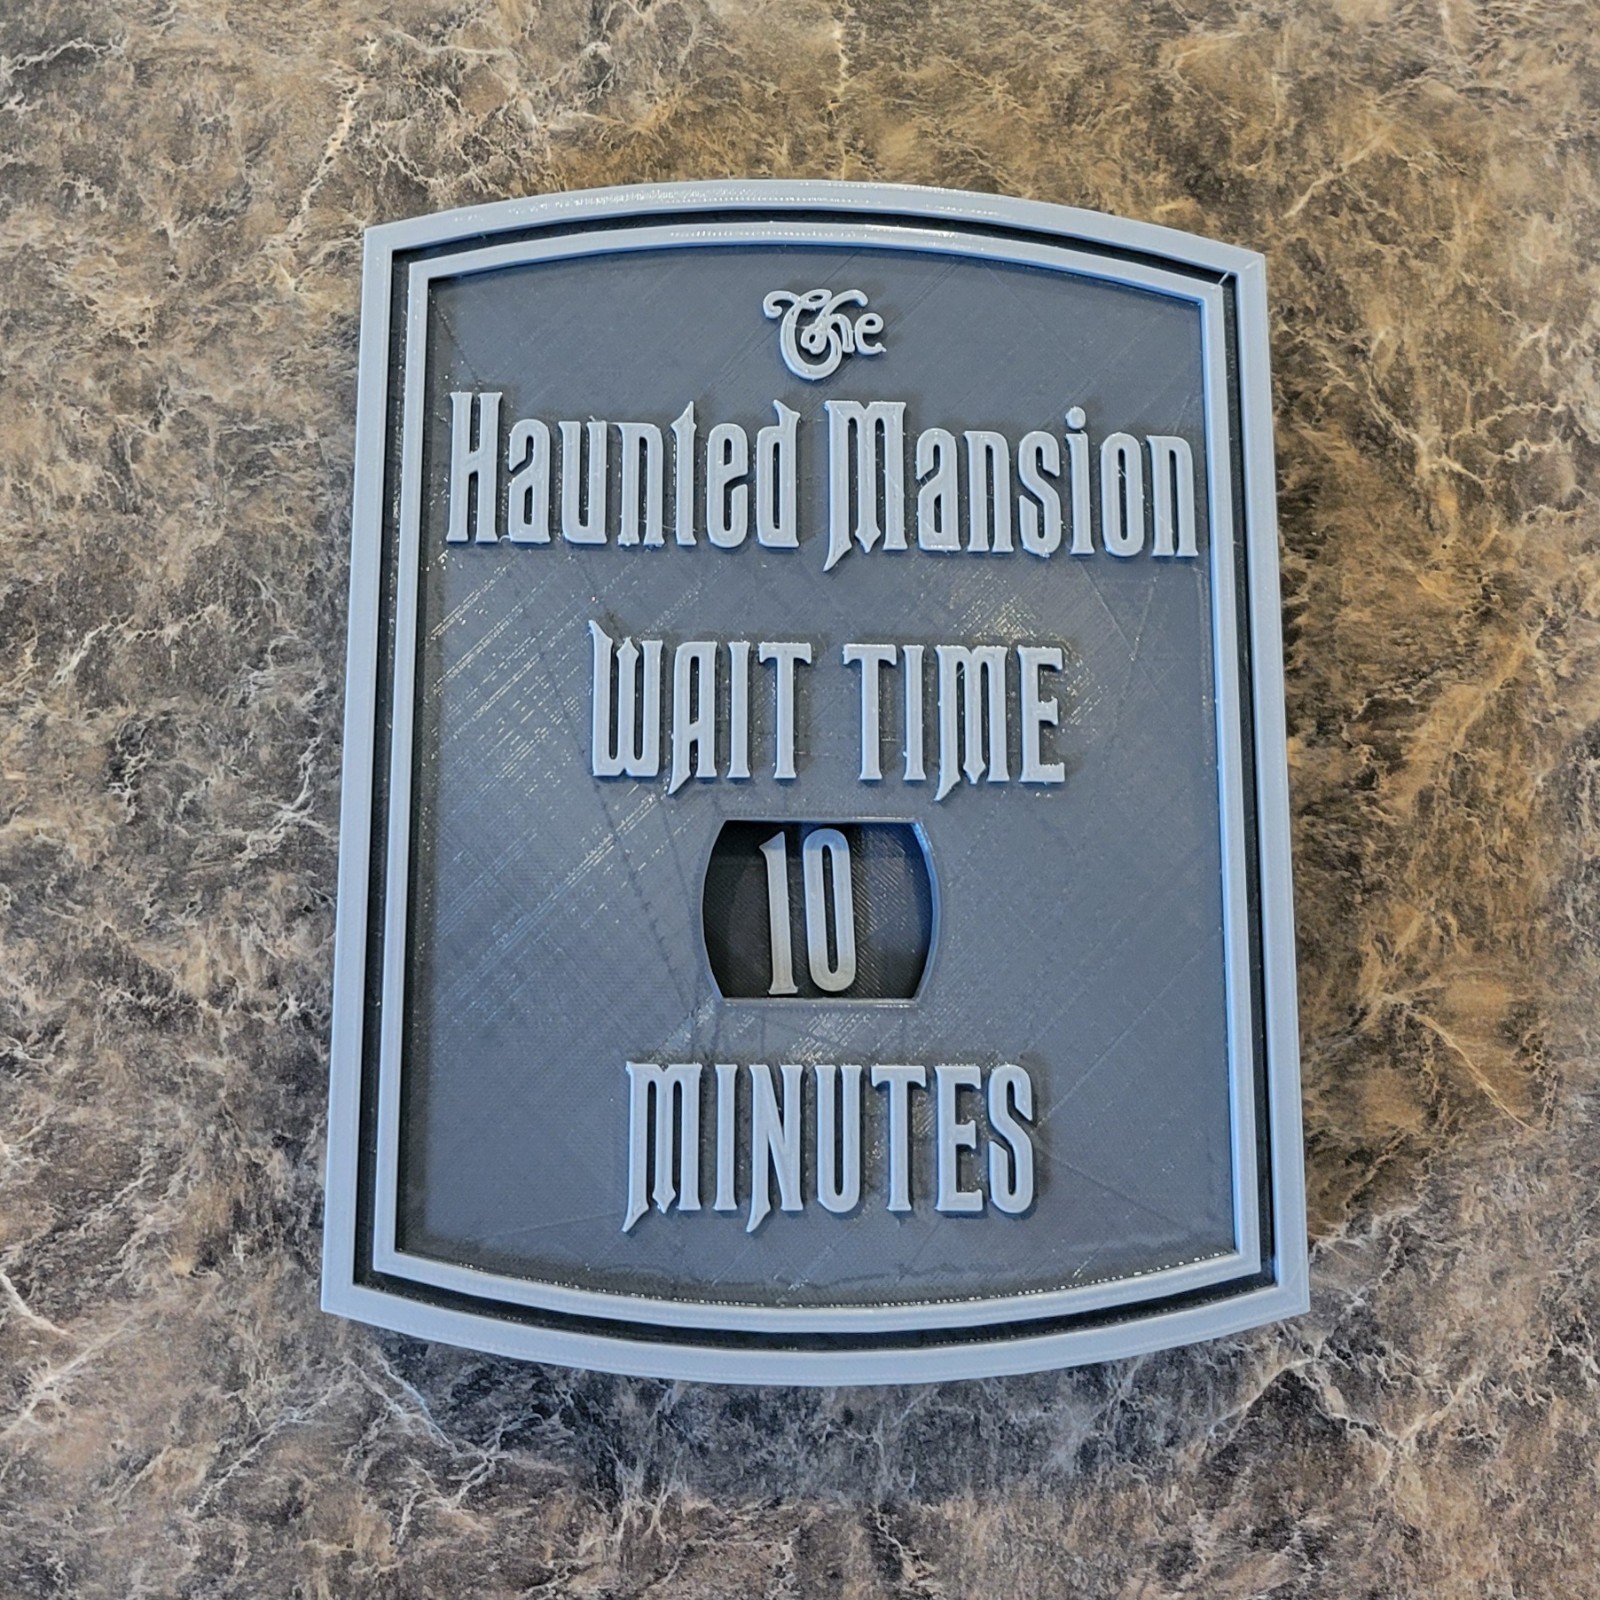 The
Haunted Mansion
WAIT TIME
10
MINUTES